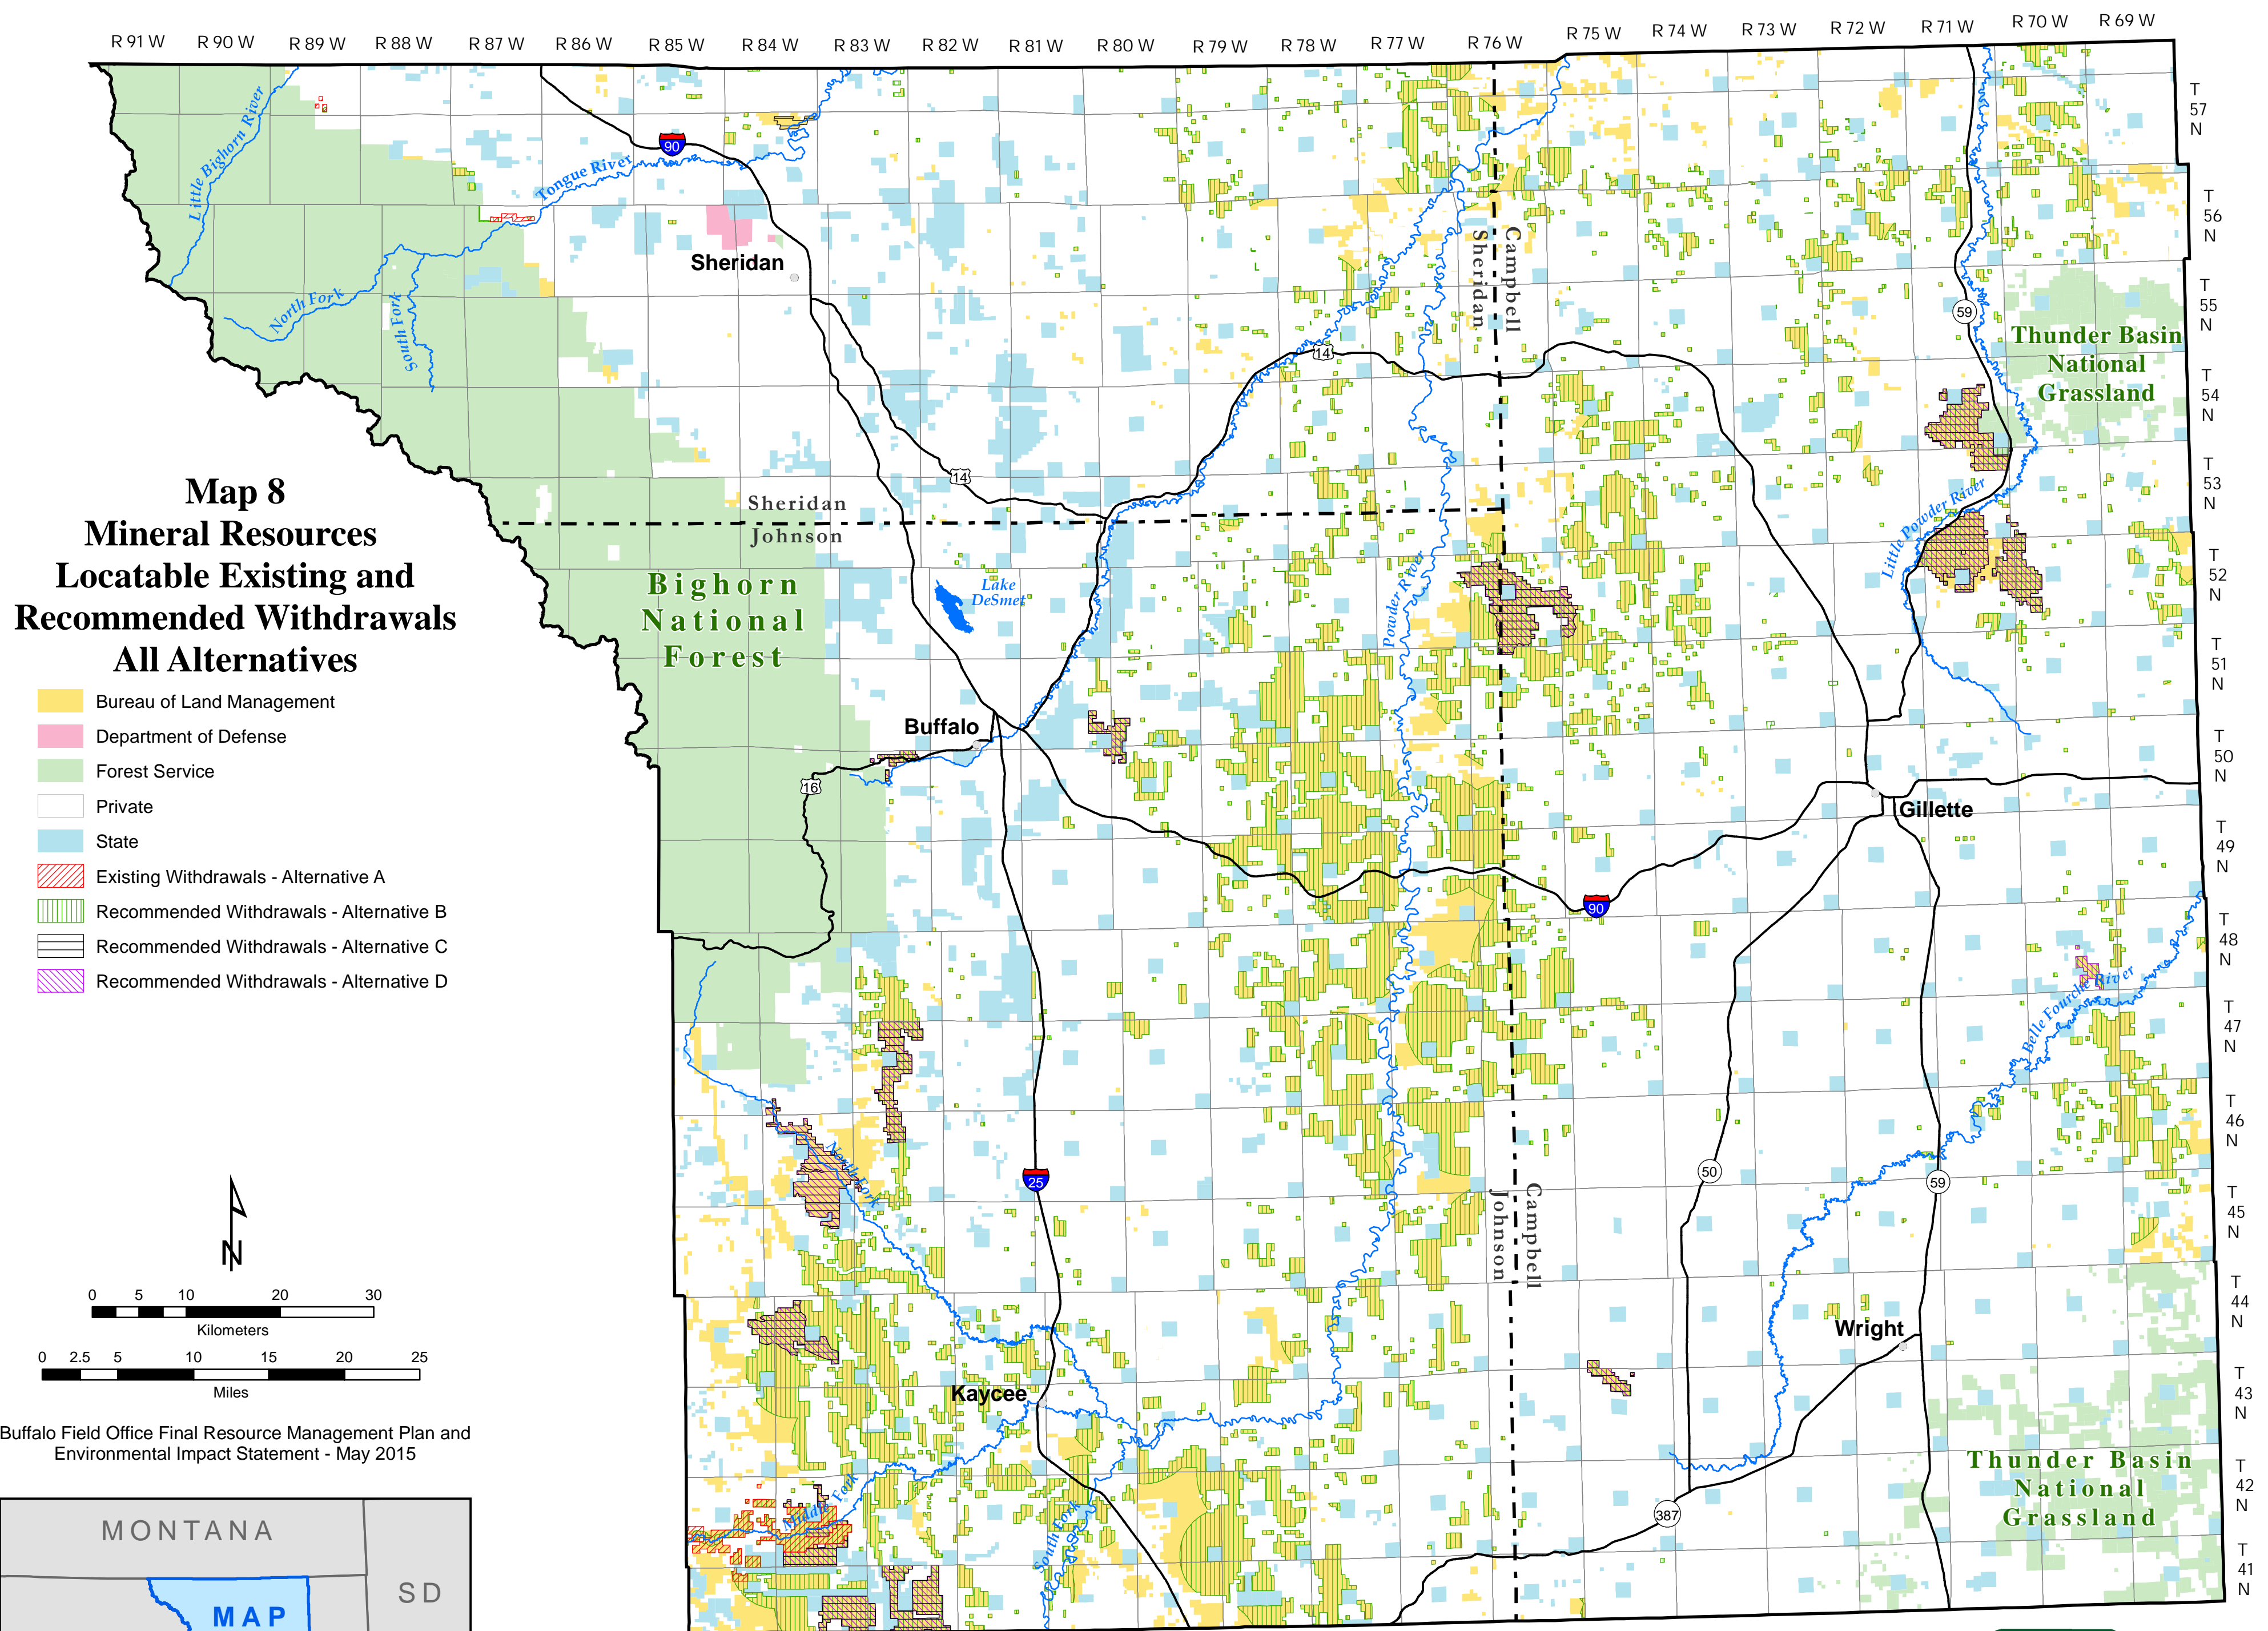 R 91 W R 90 W R 89 W R 88 W R 87 W R 86 W R 85 W R 84 W R 83 W R 82 W R 81 W R 80 W R 79 W R 78 W R 77 W R 76 W R 75 W R 74 W R 73 W R 72 W R 71 W R 70 W R 69 W
T
57
N
T
56
N
T
55
N
T
54
N
T
53
N
T
52
N
T
51
N
T
50
N
T
49
N
T
48
N
T
47
N
T
46
N
T
45
N
T
44
N
T
43
N
T
42
N
T
41
N
Little Bighorn River
Tongue River
90
Sheridan
North Fork
South Fork
Sheridan
Campbell
14
59
Thunder Basin
National
Grassland
14
Sheridan
Johnson
Bighorn
National
Forest
Lake
DeSmet
Powder River
Little Powder River
Buffalo
16
Gillette
90
Belle Fourche River
North Fork
25
50
59
Johnson
Campbell
Wright
Kaycee
Middle Fork
South Fork
387
Thunder Basin
National
Grassland
Map 8
Mineral Resources
Locatable Existing and
Recommended Withdrawals
All Alternatives
Bureau of Land Management
Department of Defense
Forest Service
Private
State
Existing Withdrawals - Alternative A
Recommended Withdrawals - Alternative B
Recommended Withdrawals - Alternative C
Recommended Withdrawals - Alternative D
N
0 5 10 20 30
Kilometers
0 2.5 5 10 15 20 25
Miles
Buffalo Field Office Final Resource Management Plan and
Environmental Impact Statement - May 2015
MONTANA
SD
MAP